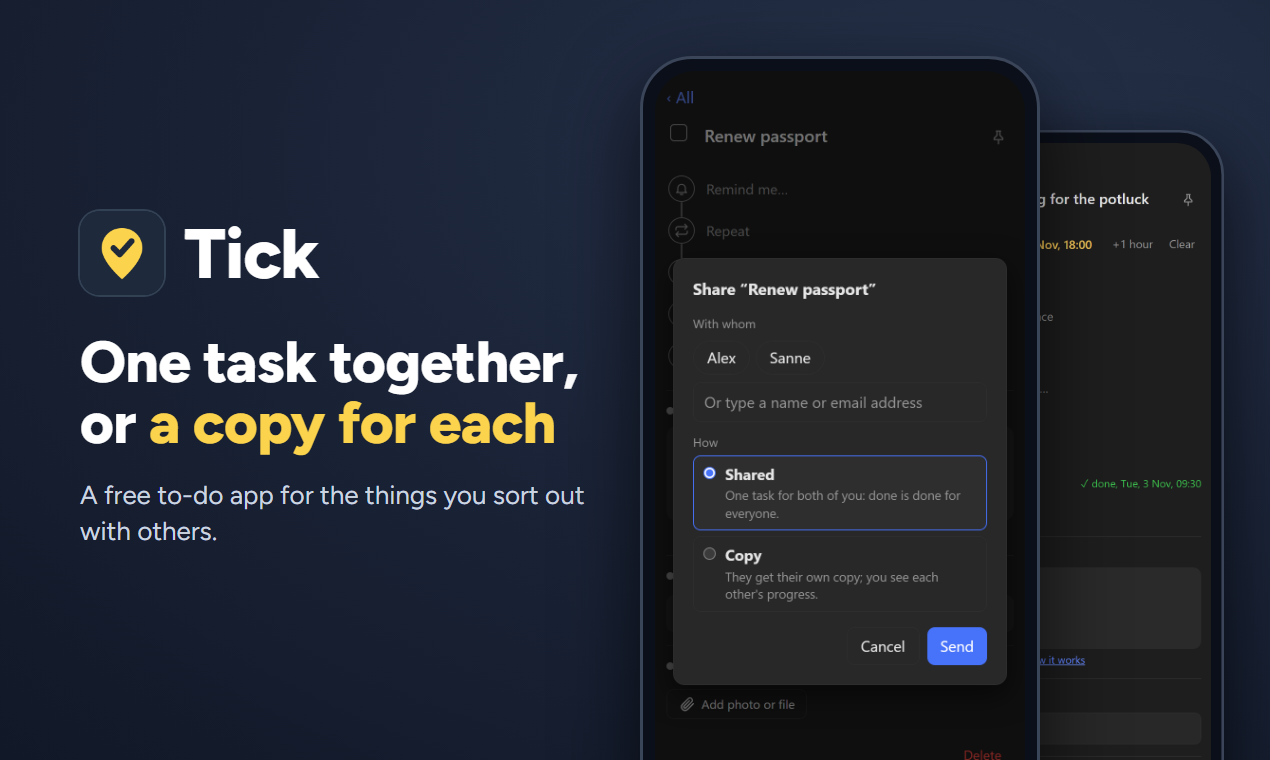 Tick
One task together,
or a copy for each
A free to-do app for the things you sort out
with others.
‹ All
Renew passport
Remind me...
Repeat
Share “Renew passport”
With whom
Alex
Sanne
Or type a name or email address
How
Shared
One task for both of you: done is done for
everyone.
Copy
They get their own copy; you see each
other's progress.
Cancel
Send
Add photo or file
Delete
for the potluck
Nov, 18:00
+1 hour
Clear
✓ done, Tue, 3 Nov, 09:30
it works